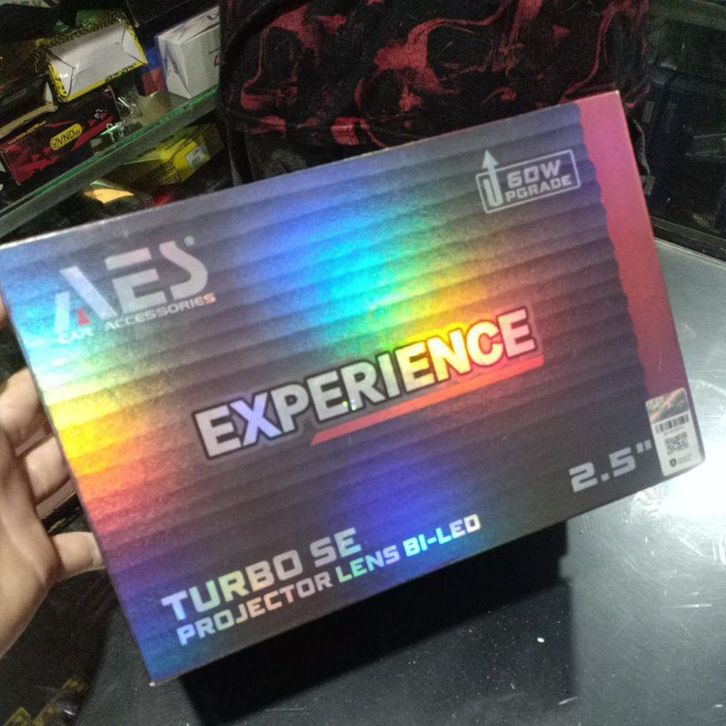 AES
CAR ACCESSORIES
60W
UPGRADE
EXPERIENCE
2.5"
TURBO SE
PROJECTOR LENS BI-LED